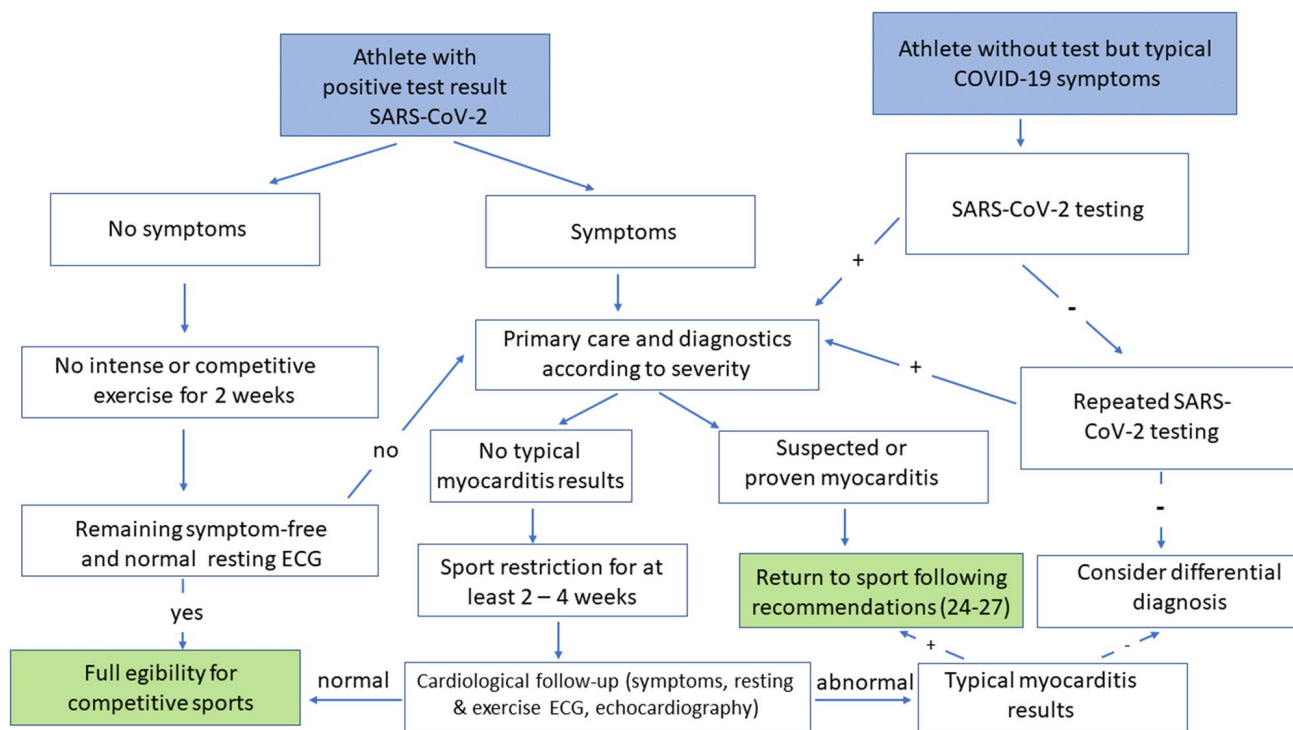 Athlete with
positive test result
SARS-CoV-2
Athlete without test but typical
COVID-19 symptoms
No symptoms
Symptoms
SARS-CoV-2 testing
+
-
No intense or competitive
exercise for 2 weeks
Primary care and diagnostics
according to severity
+
Repeated SARS-
CoV-2 testing
no
No typical
myocarditis results
Suspected or
proven myocarditis
-
Remaining symptom-free
and normal resting ECG
Sport restriction for at
least 2 – 4 weeks
Return to sport following
recommendations (24-27)
Consider differential
diagnosis
yes
+
-
Full egibility for
competitive sports
normal
Cardiological follow-up (symptoms, resting
& exercise ECG, echocardiography)
abnormal
Typical myocarditis
results